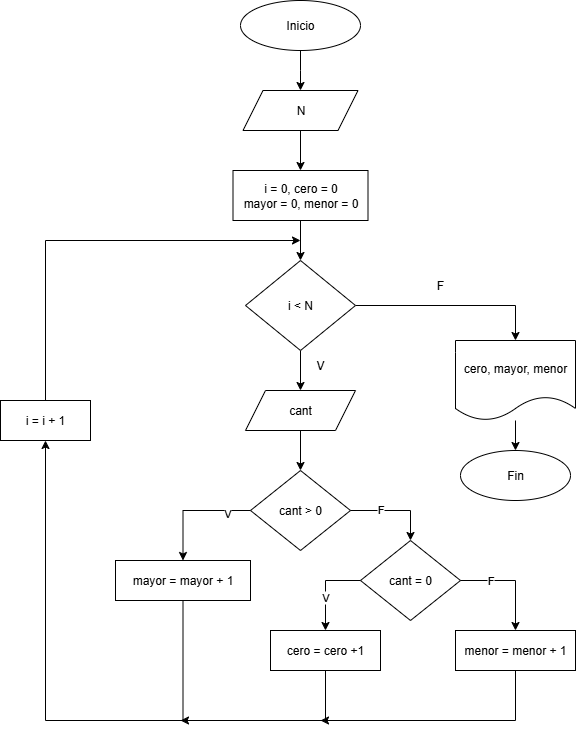 Inicio
N
i = 0, cero = 0
mayor = 0, menor = 0
i < N
F
V
cero, mayor, menor
cant
i = i + 1
Fin
cant > 0
V
F
mayor = mayor + 1
cant = 0
F
V
cero = cero +1
menor = menor + 1